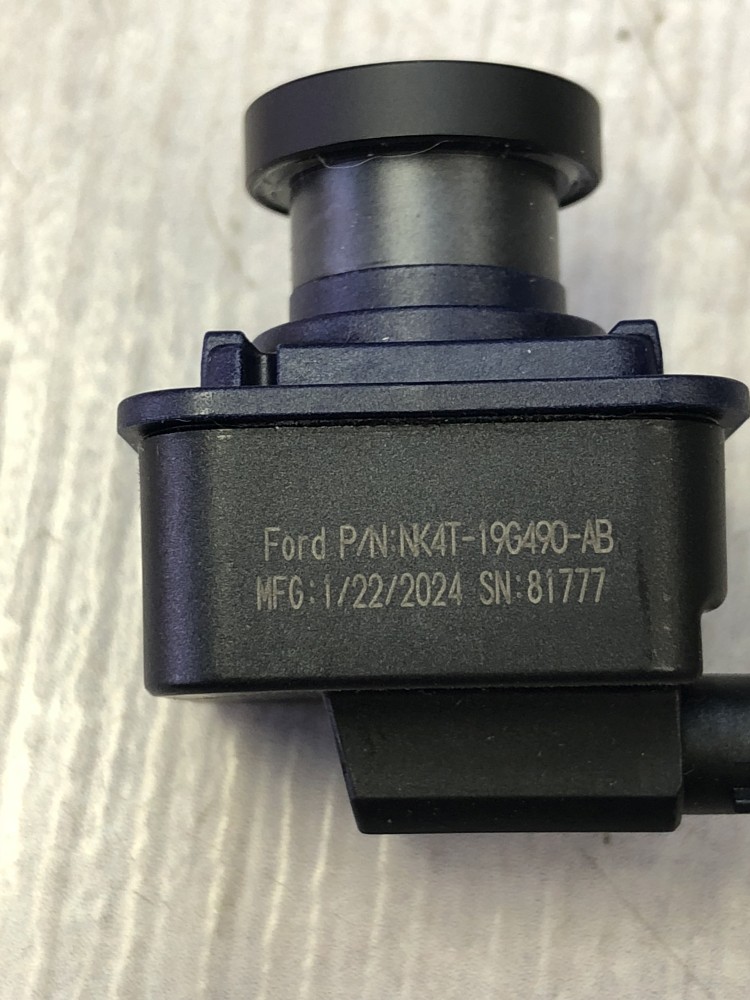 Ford P/N:NK4T-19G490-AB
MFG:1/22/2024 SN:81777